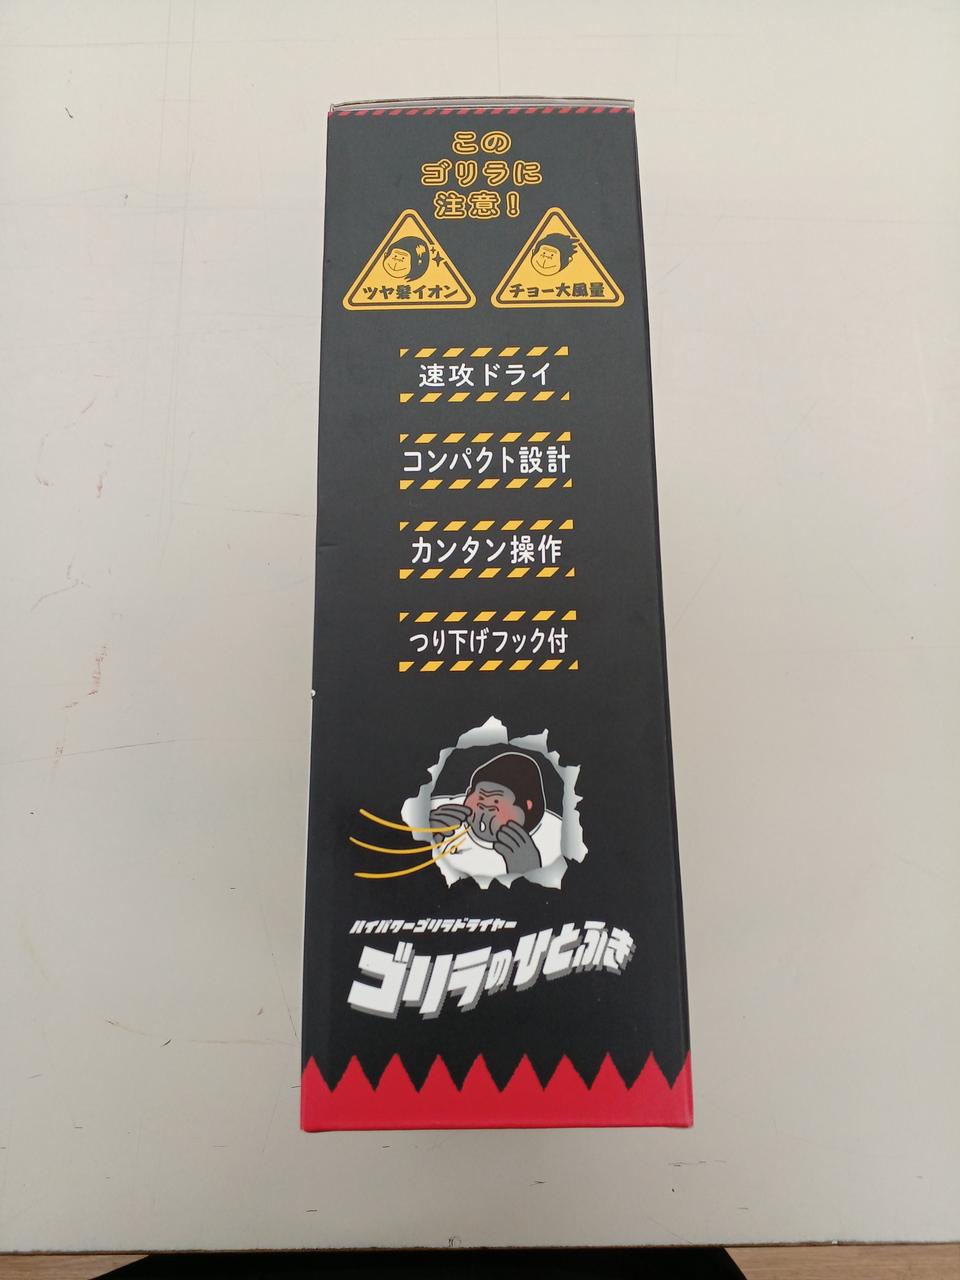 この
ゴリラに
注意！
ツヤ髪イオン
チョー大風量
速攻ドライ
コンパクト設計
カンタン操作
つり下げフック付
ハイパワーゴリラドライヤー
ゴリラのひとふき